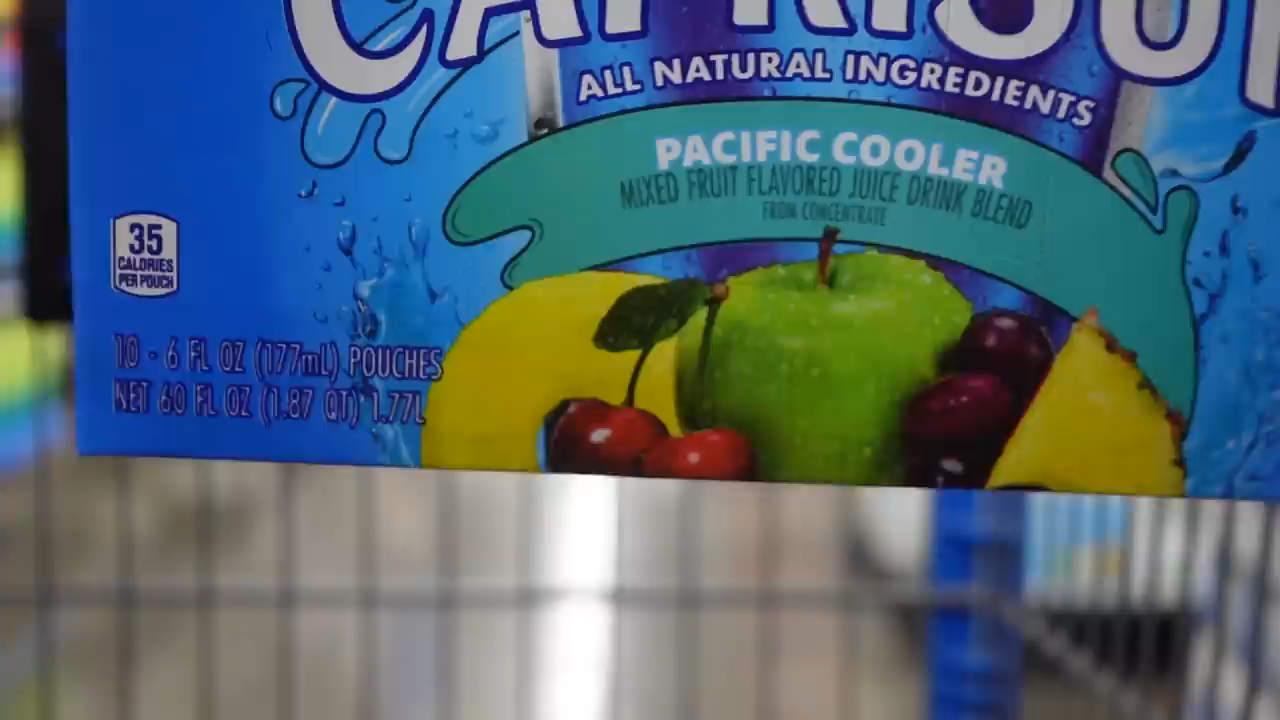 CAPRISUN
ALL NATURAL INGREDIENTS
PACIFIC COOLER
MIXED FRUIT FLAVORED JUICE DRINK BLEND
FROM CONCENTRATE
35
CALORIES
PER POUCH
10 - 6 FL OZ (177mL) POUCHES
NET 60 FL OZ (1.87 QT) 1.77L